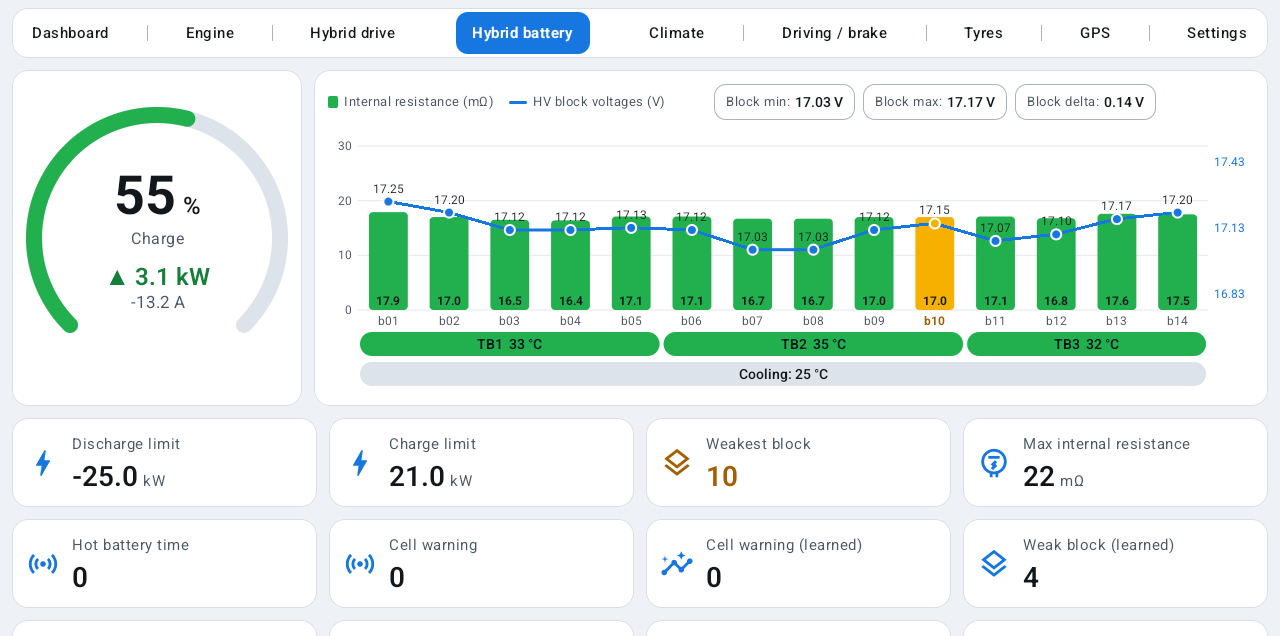 Dashboard Engine Hybrid drive Hybrid battery Climate Driving / brake Tyres GPS Settings
55 %
Charge
▲ 3.1 kW
-13.2 A
Internal resistance (mΩ) HV block voltages (V) Block min: 17.03 V Block max: 17.17 V Block delta: 0.14 V
30
20
10
0
17.43
17.13
16.83
17.25 17.20 17.12 17.12 17.13 17.12 17.03 17.03 17.12 17.15 17.07 17.10 17.17 17.20
17.9 17.0 16.5 16.4 17.1 17.1 16.7 16.7 17.0 17.0 17.1 16.8 17.6 17.5
b01 b02 b03 b04 b05 b06 b07 b08 b09 b10 b11 b12 b13 b14
TB1 33 °C TB2 35 °C TB3 32 °C
Cooling: 25 °C
Discharge limit
-25.0 kW
Charge limit
21.0 kW
Weakest block
10
Max internal resistance
22 mΩ
Hot battery time
0
Cell warning
0
Cell warning (learned)
0
Weak block (learned)
4